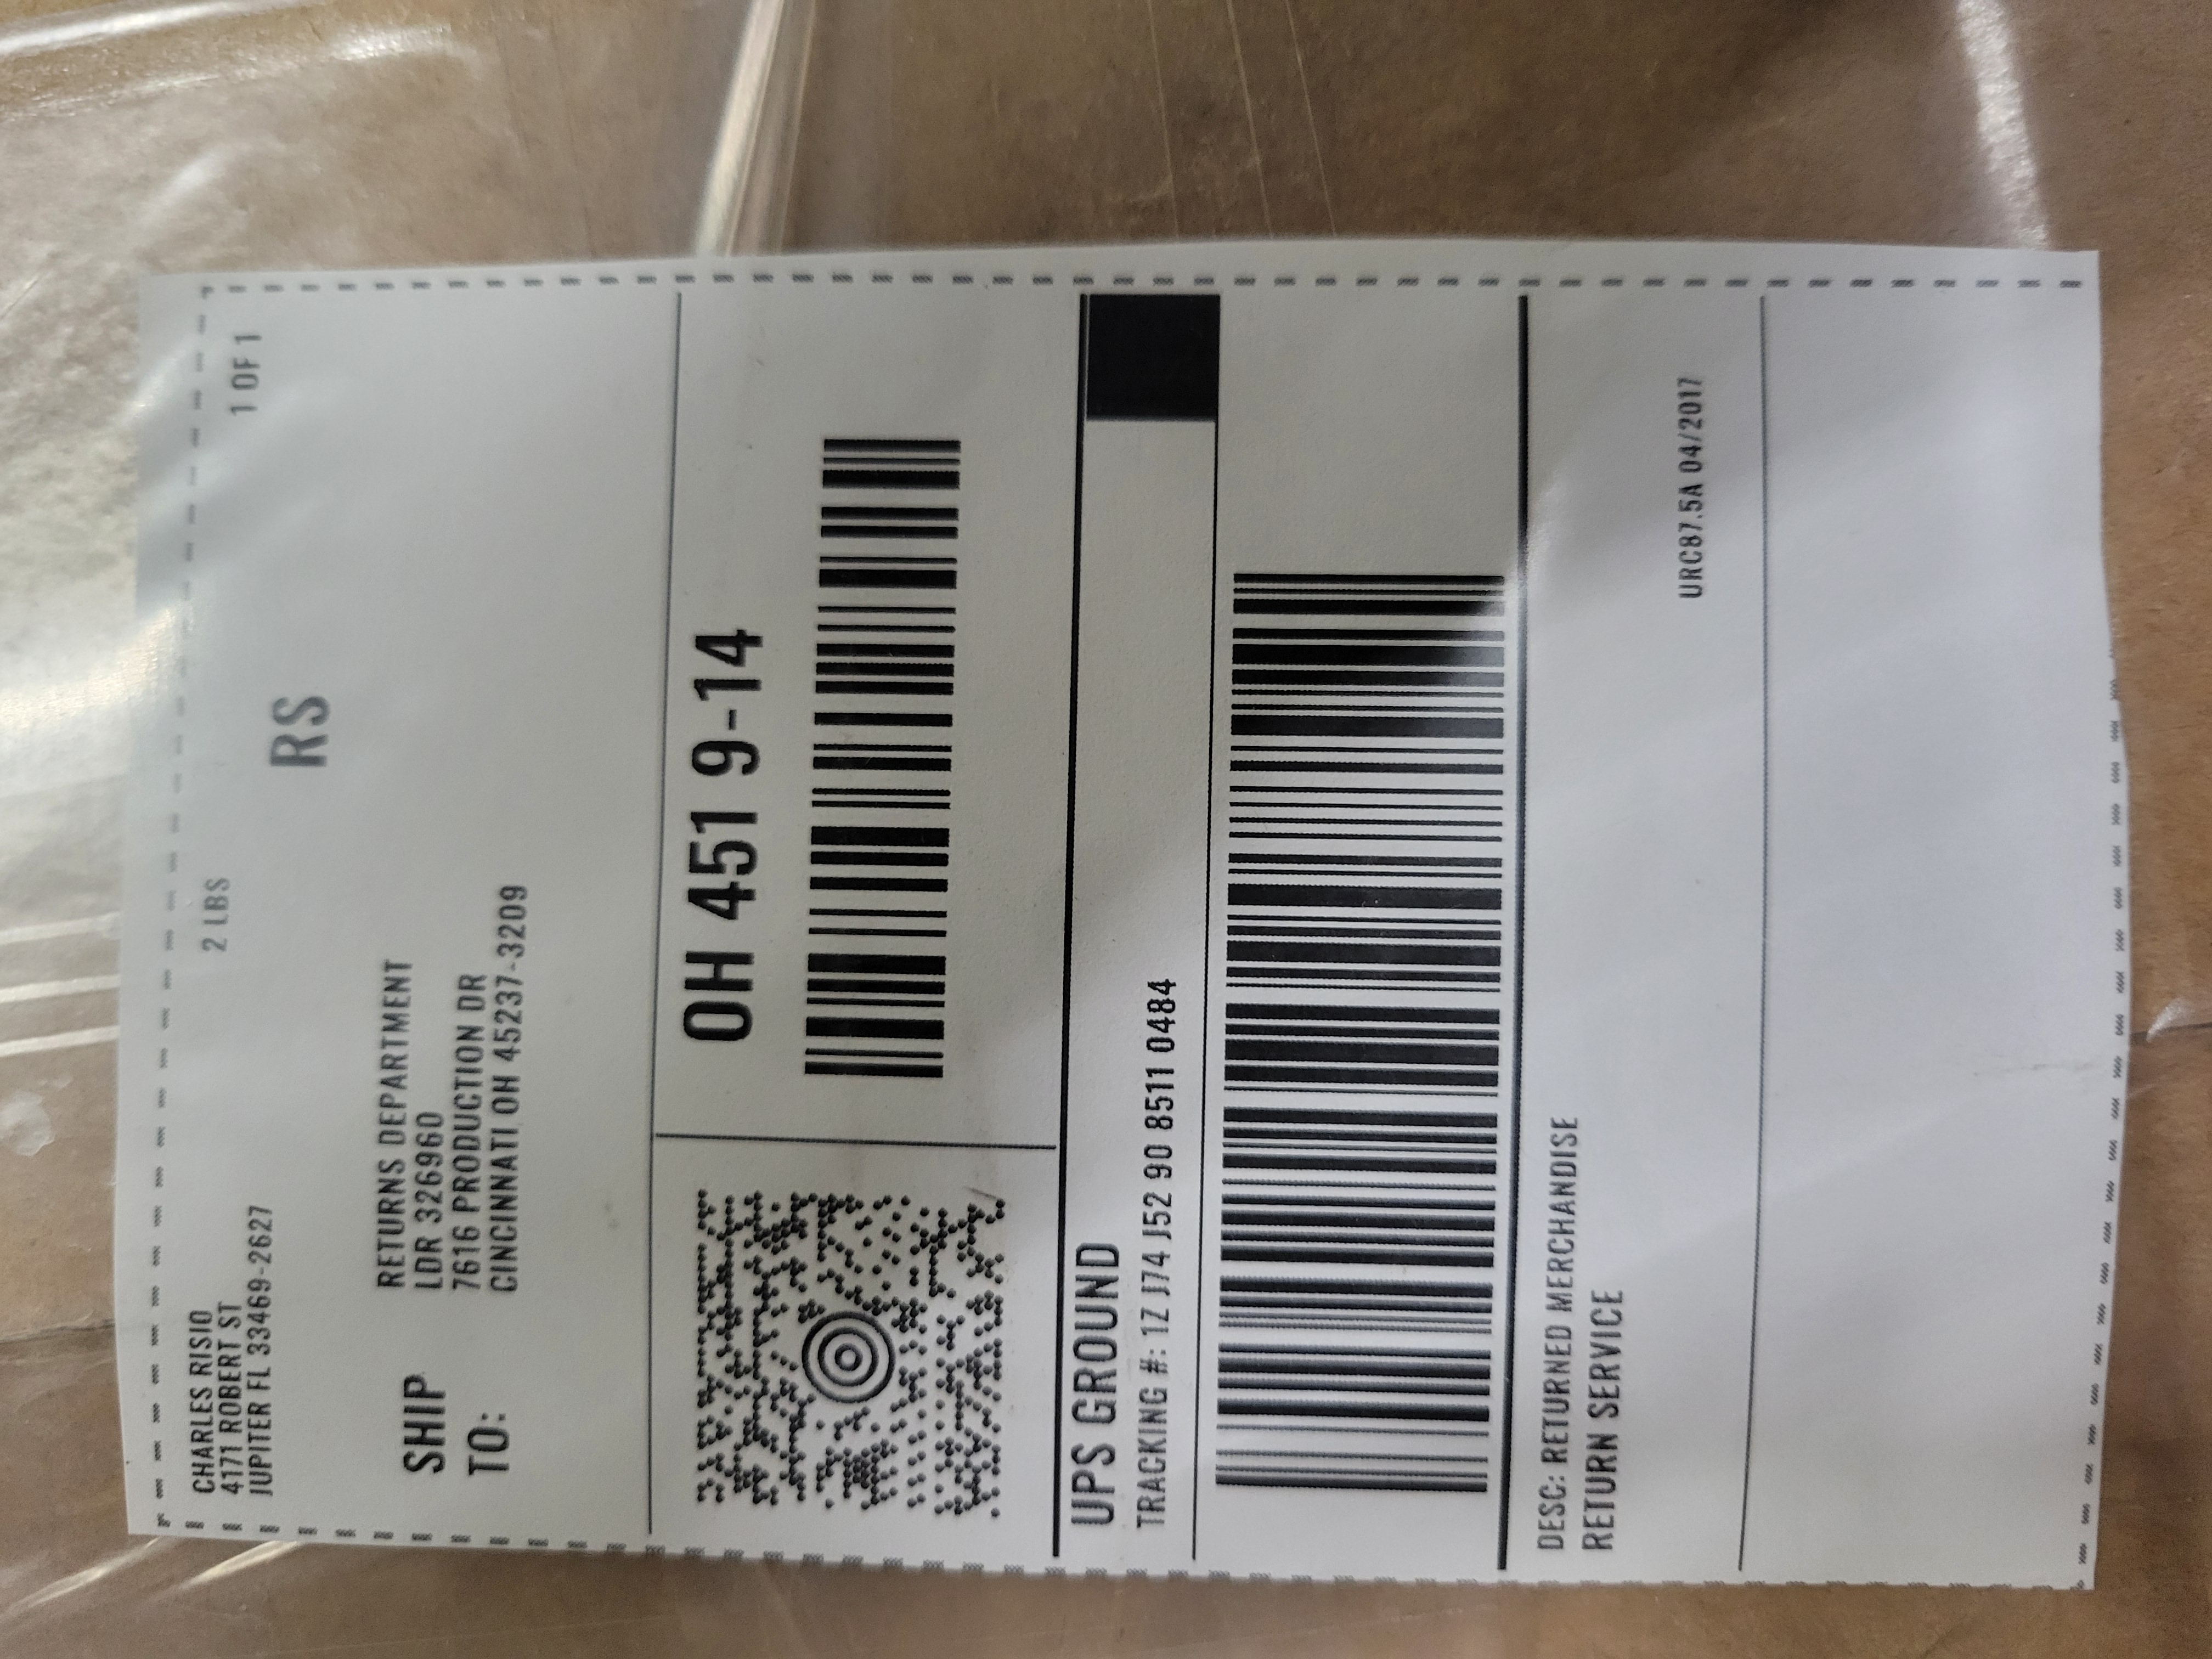 CHARLES RISIO
4171 ROBERT ST
JUPITER FL 33469-2627
2 LBS
1 OF 1
RS
SHIP
TO:
RETURNS DEPARTMENT
LDR 326960
7616 PRODUCTION DR
CINCINNATI OH 45237-3209
OH 451 9-14
UPS GROUND
TRACKING #: 1Z J74 J52 90 8511 0484
DESC: RETURNED MERCHANDISE
RETURN SERVICE
URC87.5A 04/2017